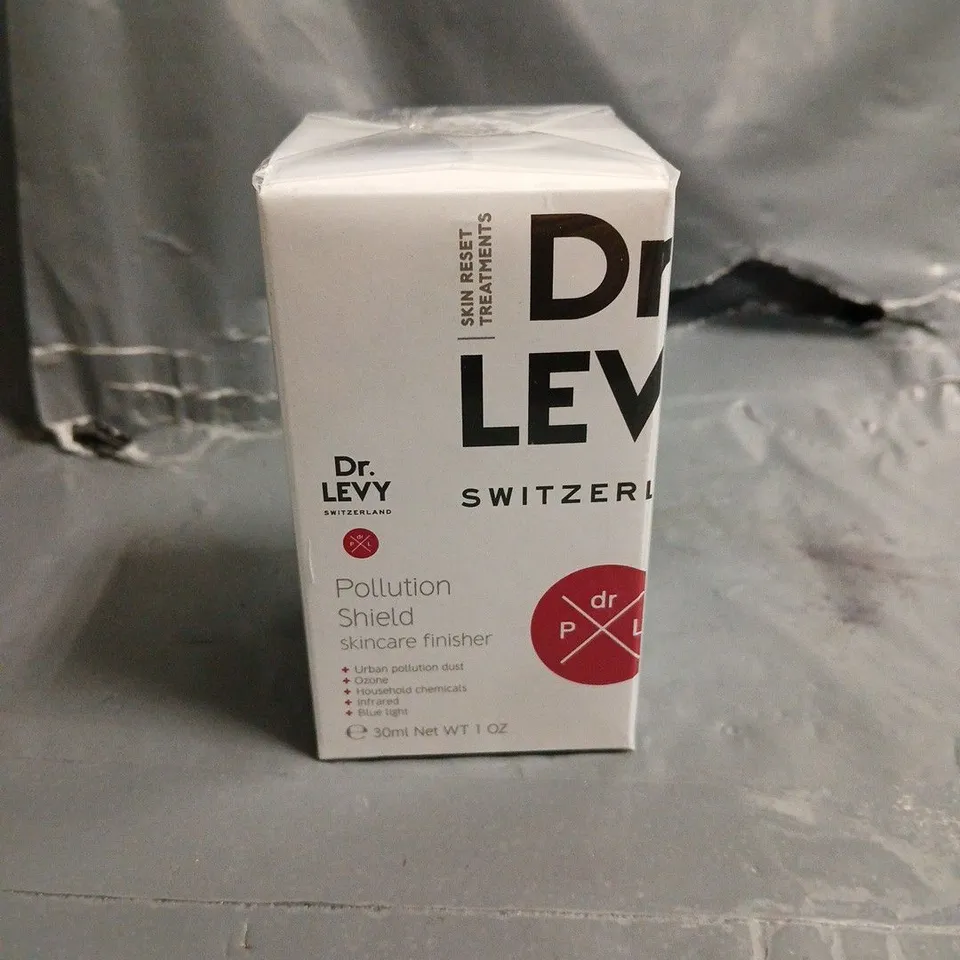 SKIN RESET
TREATMENTS
Dr
LEV
SWITZERL
Dr.
LEVY
SWITZERLAND
dr
P L
Pollution
Shield
skincare finisher
+ Urban pollution dust
+ Ozone
+ Household chemicals
+ Infrared
+ Blue light
℮ 30ml Net WT 1 OZ
dr
P L